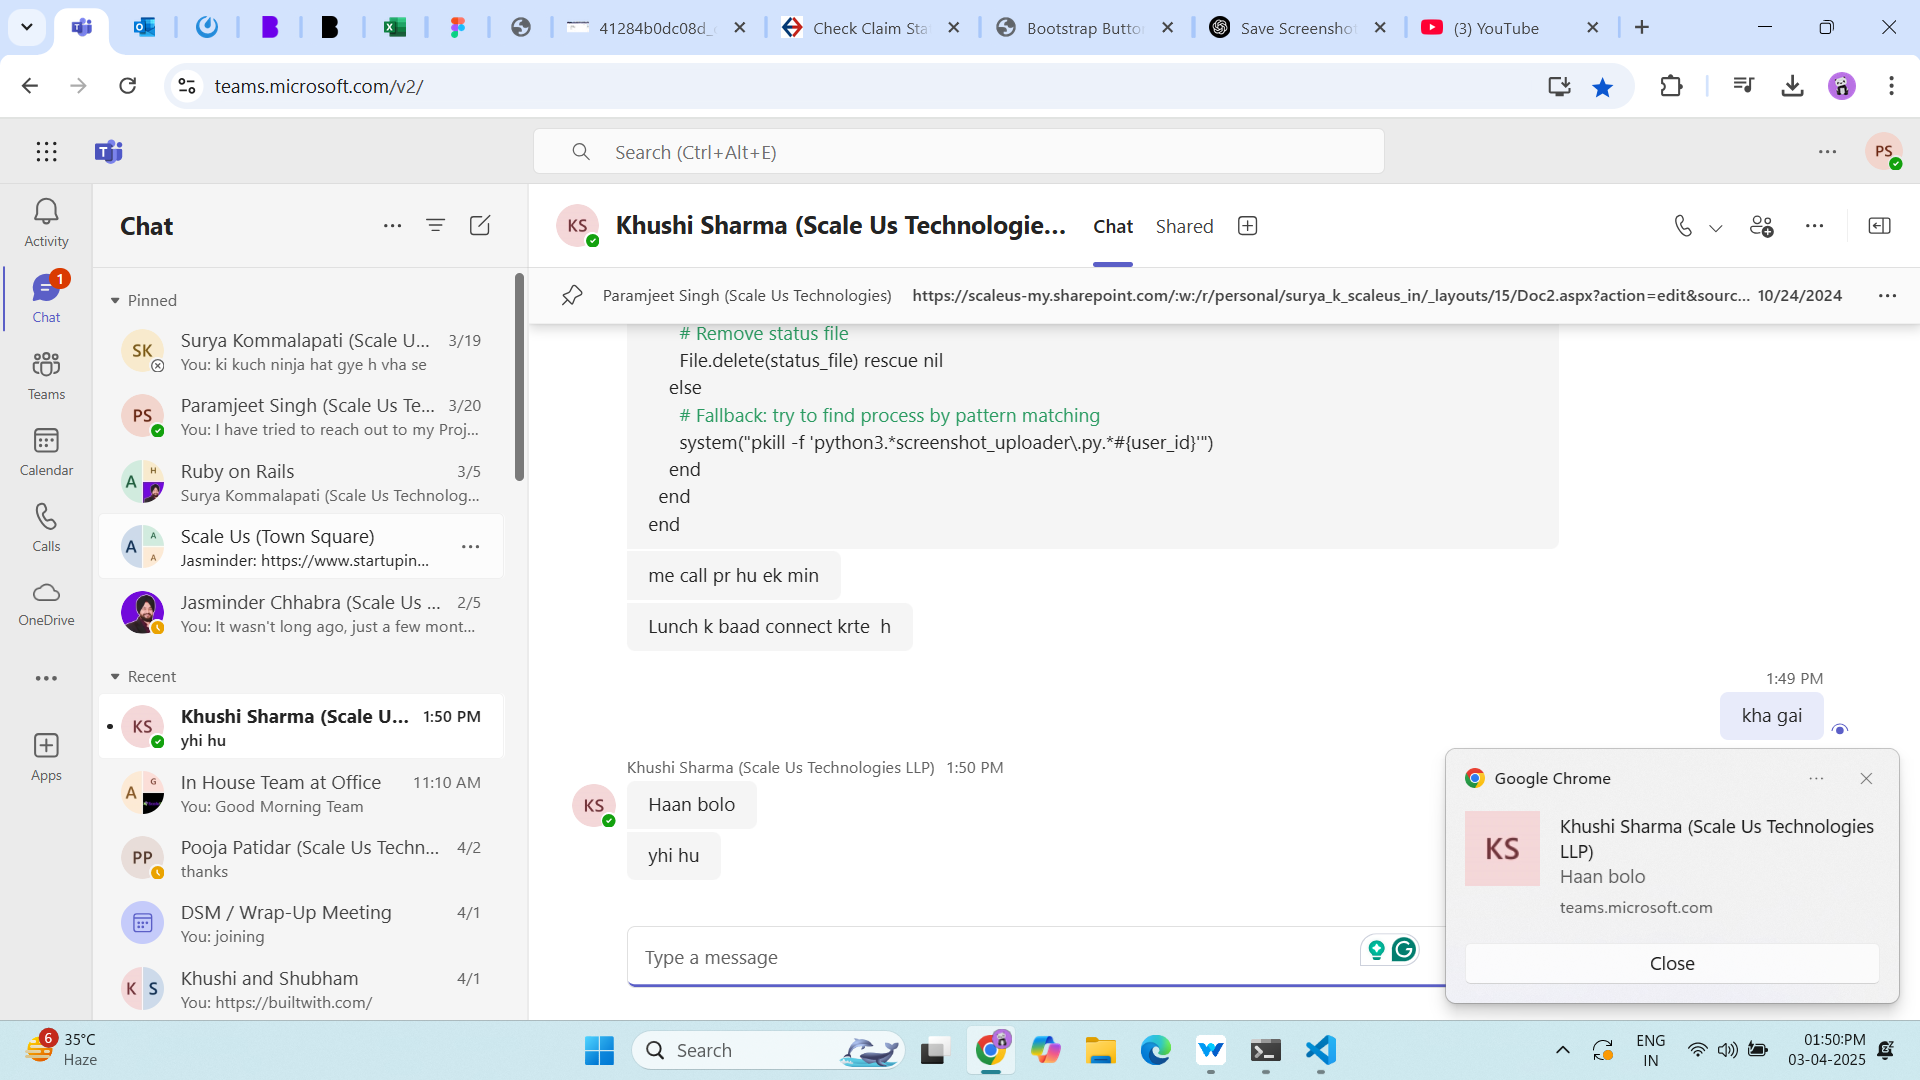 41284b0dc08d_
Check Claim Sta
Bootstrap Butto
Save Screenshot
(3) YouTube
teams.microsoft.com/v2/
Search (Ctrl+Alt+E)
PS
Activity
1
Chat
Teams
Calendar
Calls
OneDrive
Apps
Chat
Pinned
SK
Surya Kommalapati (Scale U... 3/19
You: ki kuch ninja hat gye h vha se
PS
Paramjeet Singh (Scale Us Te... 3/20
You: I have tried to reach out to my Proj...
A H
Ruby on Rails 3/5
Surya Kommalapati (Scale Us Technolog...
A A A
Scale Us (Town Square)
Jasminder: https://www.startupin...
Jasminder Chhabra (Scale Us ... 2/5
You: It wasn't long ago, just a few mont...
Recent
KS
Khushi Sharma (Scale U... 1:50 PM
yhi hu
A G
In House Team at Office 11:10 AM
You: Good Morning Team
PP
Pooja Patidar (Scale Us Techn... 4/2
thanks
DSM / Wrap-Up Meeting 4/1
You: joining
K S
Khushi and Shubham 4/1
You: https://builtwith.com/
KS
Khushi Sharma (Scale Us Technologie... Chat Shared
Paramjeet Singh (Scale Us Technologies) https://scaleus-my.sharepoint.com/:w:/r/personal/surya_k_scaleus_in/_layouts/15/Doc2.aspx?action=edit&sourc... 10/24/2024
# Remove status file
File.delete(status_file) rescue nil
else
# Fallback: try to find process by pattern matching
system("pkill -f 'python3.*screenshot_uploader\.py.*#{user_id}'")
end
end
end
me call pr hu ek min
Lunch k baad connect krte  h
1:49 PM
kha gai
Khushi Sharma (Scale Us Technologies LLP) 1:50 PM
KS
Haan bolo
yhi hu
Type a message
Google Chrome
KS
Khushi Sharma (Scale Us Technologies
LLP)
Haan bolo
teams.microsoft.com
Close
6
35°C
Haze
Search
ENG
IN
01:50:PM
03-04-2025